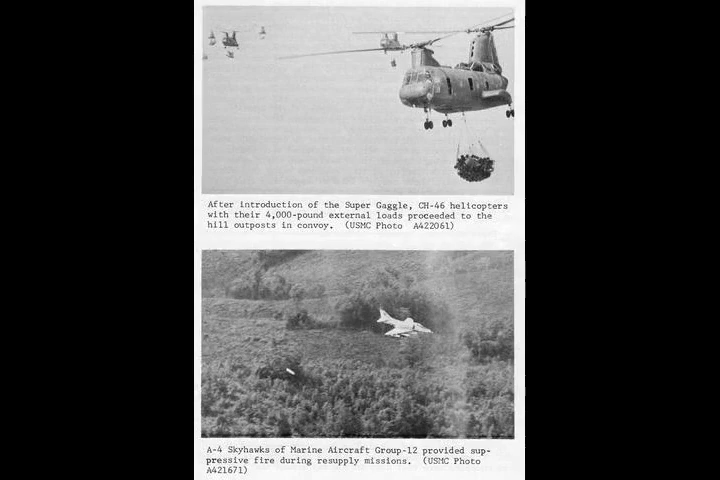 After introduction of the Super Gaggle, CH-46 helicopters
with their 4,000-pound external loads proceeded to the
hill outposts in convoy.  (USMC Photo  A422061)
A-4 Skyhawks of Marine Aircraft Group-12 provided sup-
pressive fire during resupply missions.  (USMC Photo
A421671)